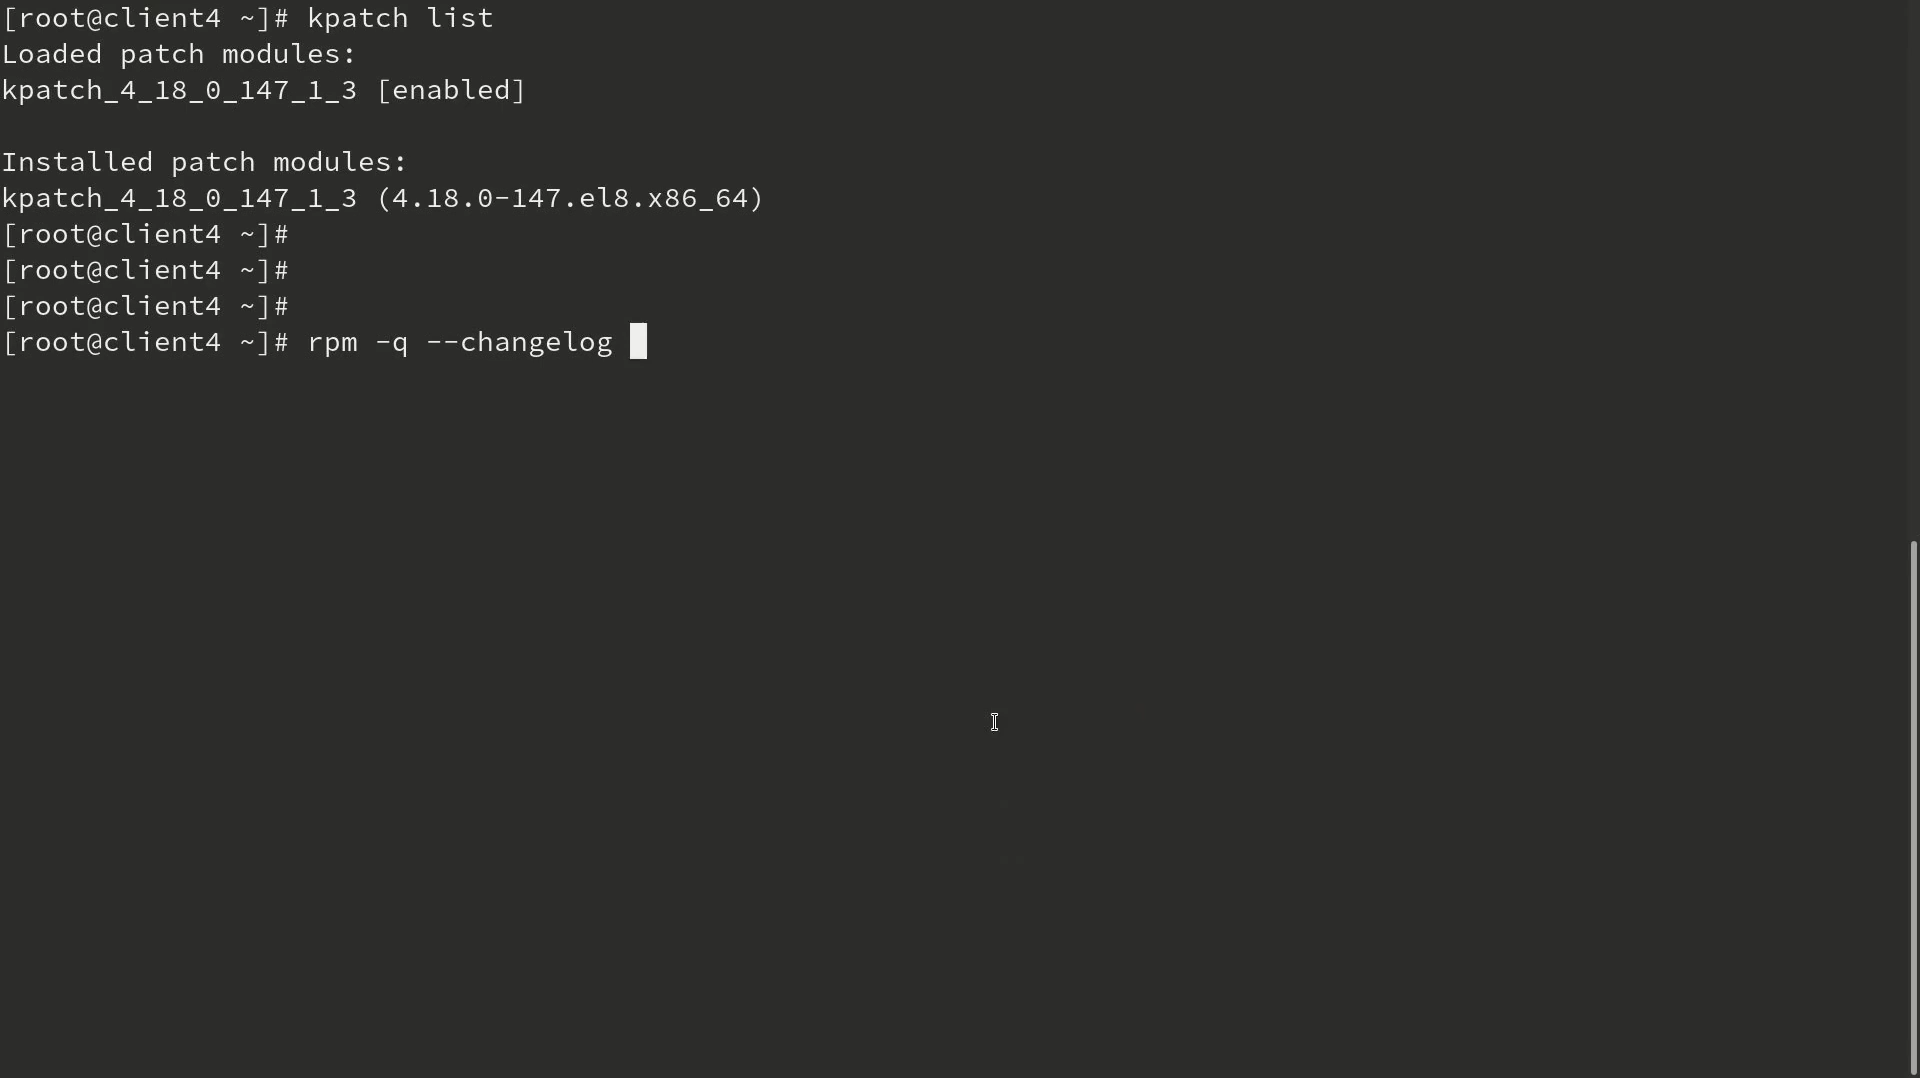 [root@client4 ~]# kpatch list
Loaded patch modules:
kpatch_4_18_0_147_1_3 [enabled]
Installed patch modules:
kpatch_4_18_0_147_1_3 (4.18.0-147.el8.x86_64)
[root@client4 ~]#
[root@client4 ~]#
[root@client4 ~]#
[root@client4 ~]# rpm -q --changelog